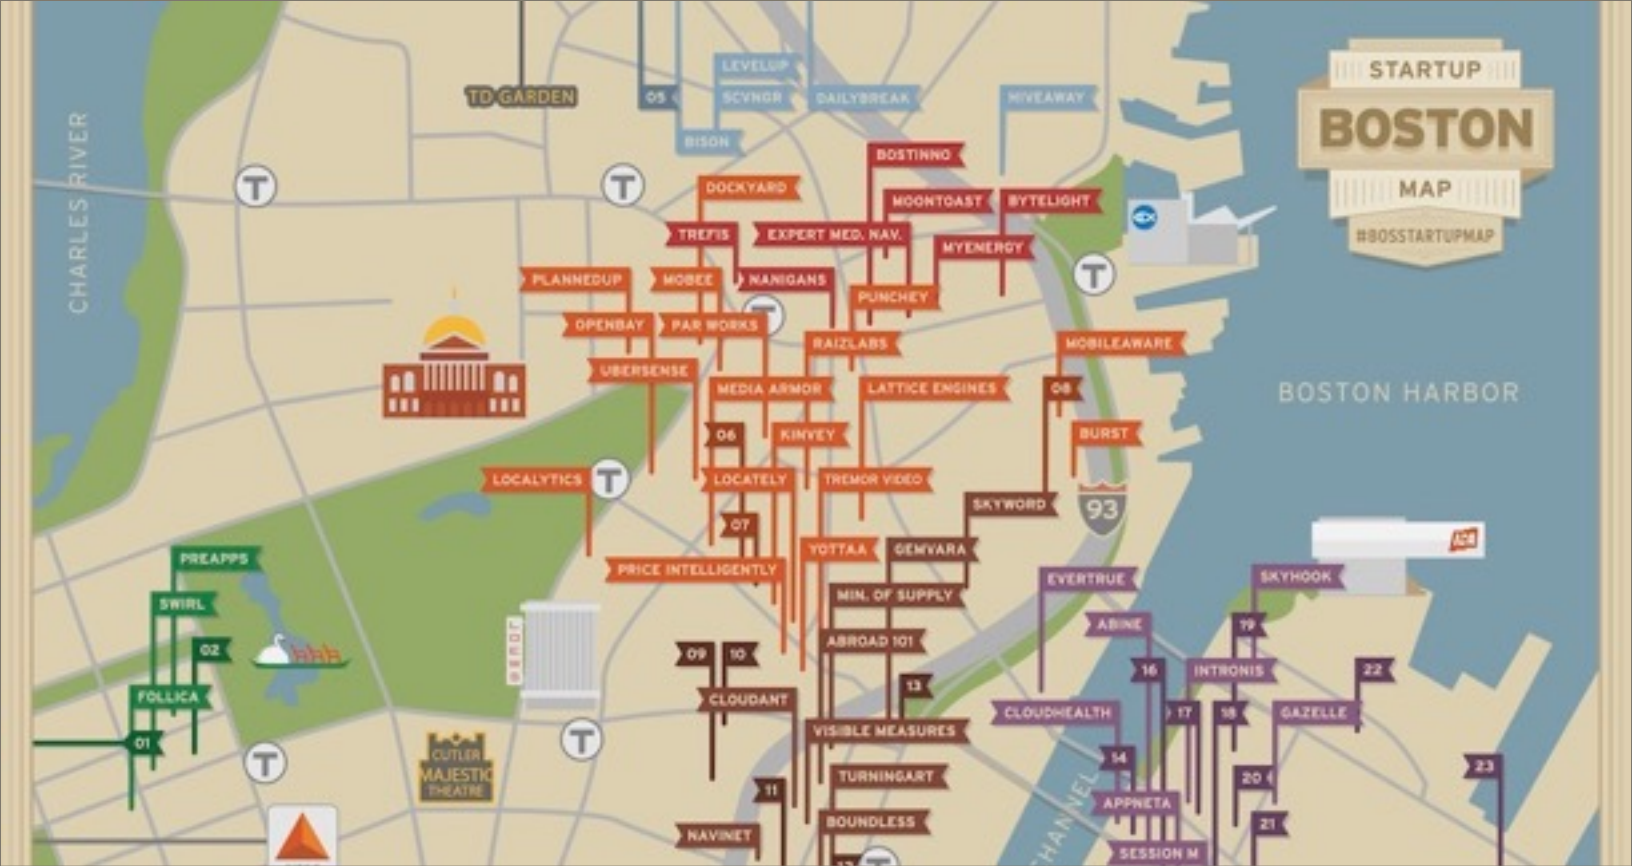 STARTUP
BOSTON
MAP
#BOSSTARTUPMAP
CHARLES RIVER
TD GARDEN
05
LEVELUP
SCVNGR
DAILYBREAK
BISON
HIVEAWAY
BOSTINNO
DOCKYARD
MOONTOAST
BYTELIGHT
TREFIS
EXPERT MED. NAV.
MYENERGY
PLANNEDUP
MOBEE
NANIGANS
PUNCHEY
OPENBAY
PAR WORKS
RAIZLABS
MOBILEAWARE
UBERSENSE
MEDIA ARMOR
LATTICE ENGINES
08
BOSTON HARBOR
06
KINVEY
BURST
LOCALYTICS
LOCATELY
TREMOR VIDEO
SKYWORD
93
07
YOTTAA
GEMVARA
PRICE INTELLIGENTLY
MIN. OF SUPPLY
PREAPPS
SWIRL
02
FOLLICA
01
LOEWS
EVERTRUE
SKYHOOK
ABINE
19
ABROAD 101
09
10
16
INTRONIS
22
13
CLOUDANT
CLOUDHEALTH
17
18
GAZELLE
VISIBLE MEASURES
CUTLER
MAJESTIC
THEATRE
14
23
TURNINGART
20
11
APPNETA
BOUNDLESS
21
NAVINET
SESSION M
CHANNEL
T
T
T
T
T
T
T
T